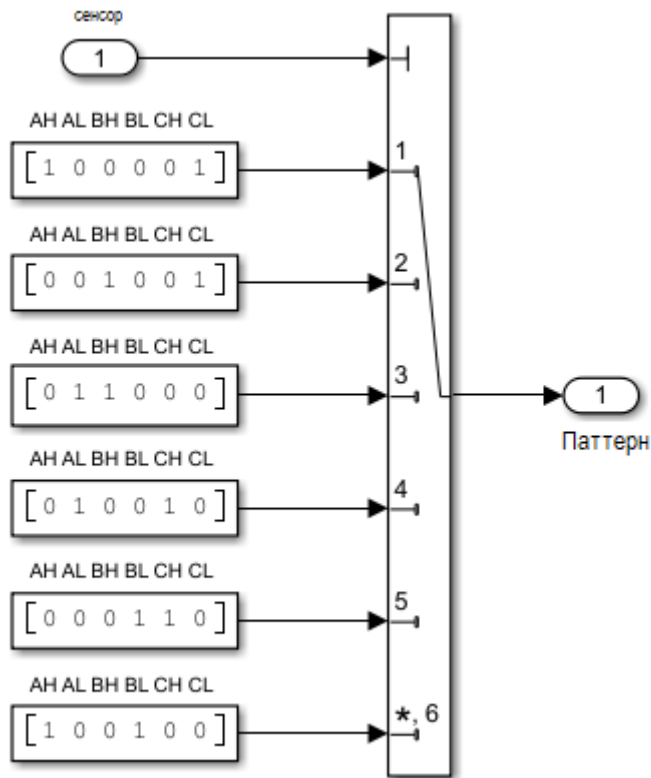 сенсор
1
AH AL BH BL CH CL
[1 0 0 0 0 1]
1
AH AL BH BL CH CL
[0 0 1 0 0 1]
2
AH AL BH BL CH CL
[0 1 1 0 0 0]
3
1
Паттерн
AH AL BH BL CH CL
[0 1 0 0 1 0]
4
AH AL BH BL CH CL
[0 0 0 1 1 0]
5
AH AL BH BL CH CL
[1 0 0 1 0 0]
*, 6